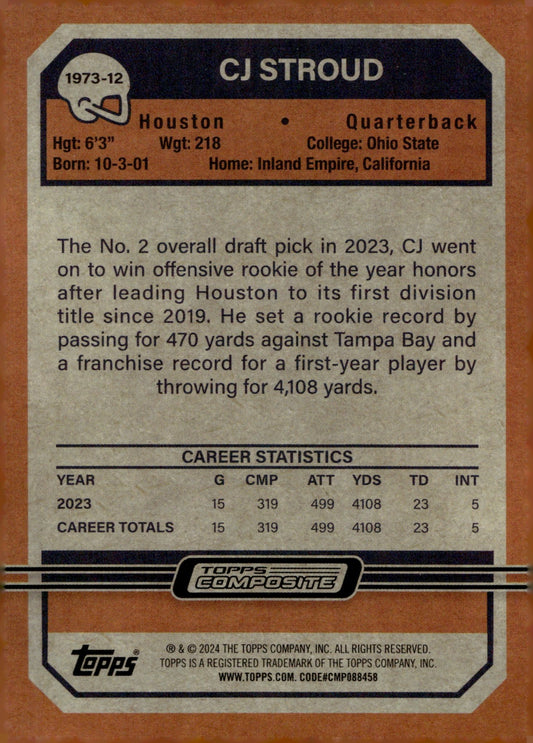 1973-12
CJ STROUD
Houston • Quarterback
Hgt: 6'3" Wgt: 218 College: Ohio State
Born: 10-3-01 Home: Inland Empire, California
The No. 2 overall draft pick in 2023, CJ went
on to win offensive rookie of the year honors
after leading Houston to its first division
title since 2019. He set a rookie record by
passing for 470 yards against Tampa Bay and
a franchise record for a first-year player by
throwing for 4,108 yards.
CAREER STATISTICS
YEAR G CMP ATT YDS TD INT
2023 15 319 499 4108 23 5
CAREER TOTALS 15 319 499 4108 23 5
TOPPS
COMPOSITE
topps®
® & © 2024 THE TOPPS COMPANY, INC. ALL RIGHTS RESERVED.
TOPPS IS A REGISTERED TRADEMARK OF THE TOPPS COMPANY, INC.
WWW.TOPPS.COM. CODE#CMP088458